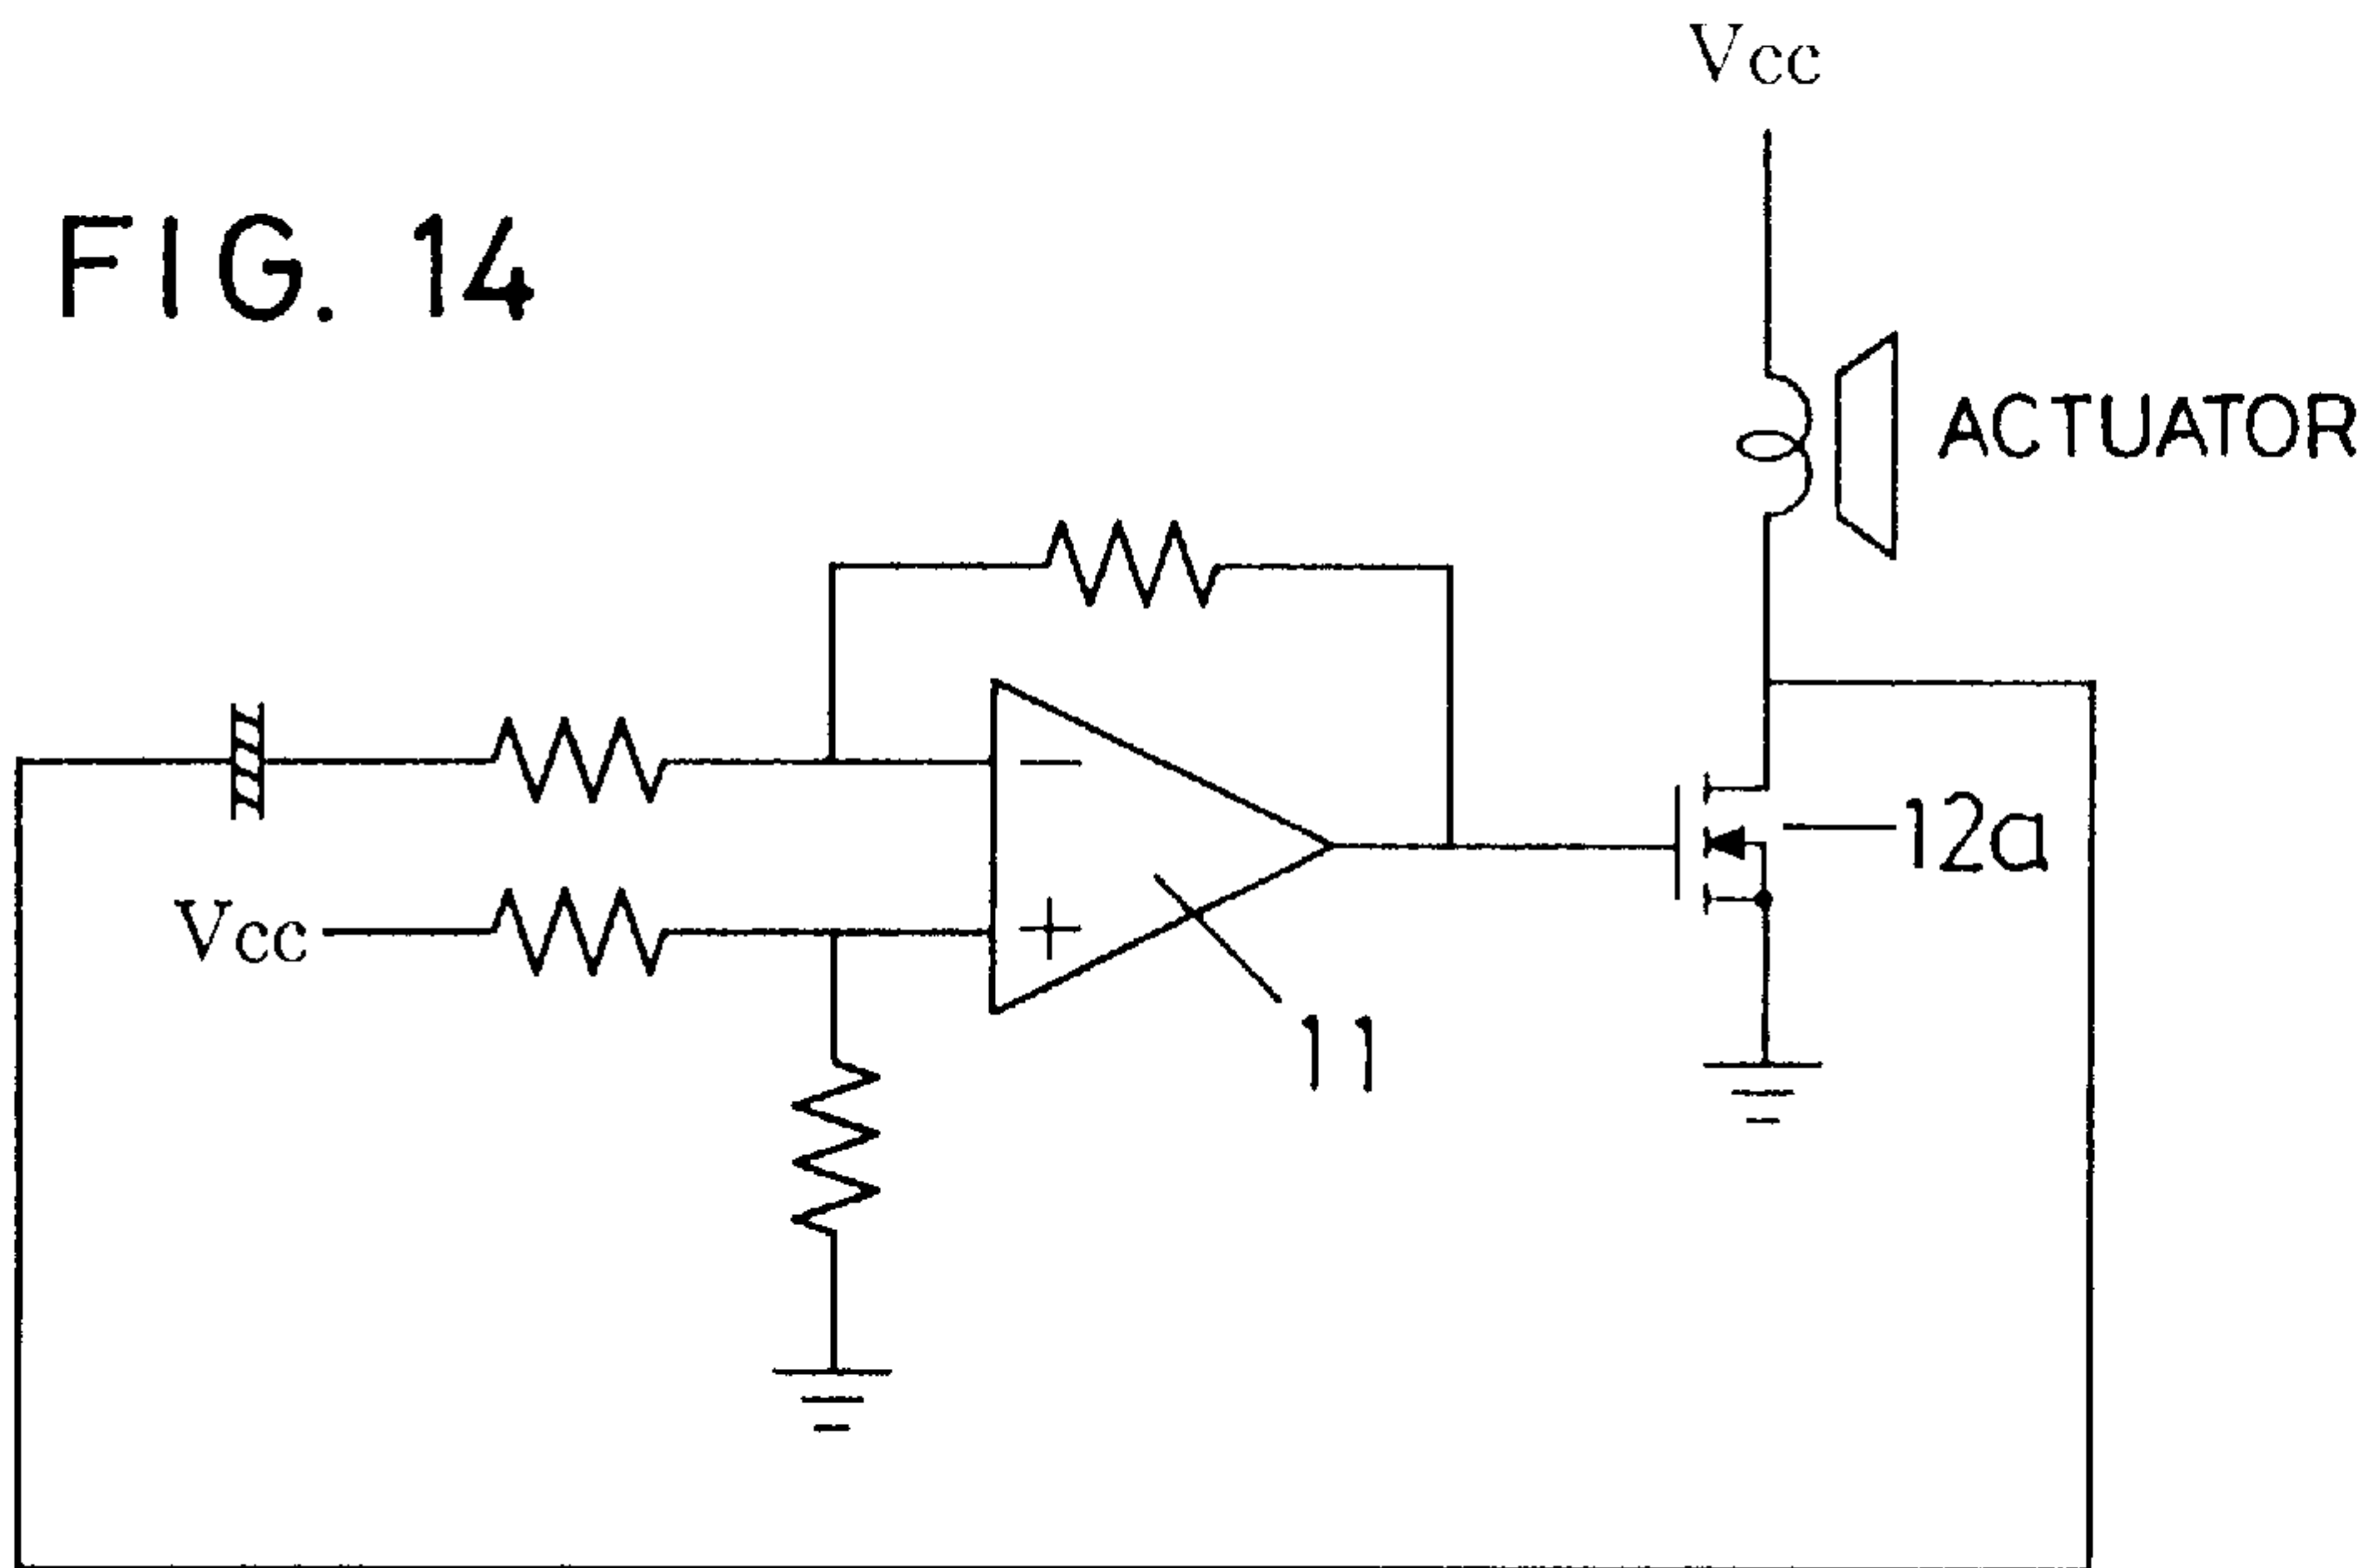 Vcc
FIG. 14
ACTUATOR
−
12a
Vcc
+
11